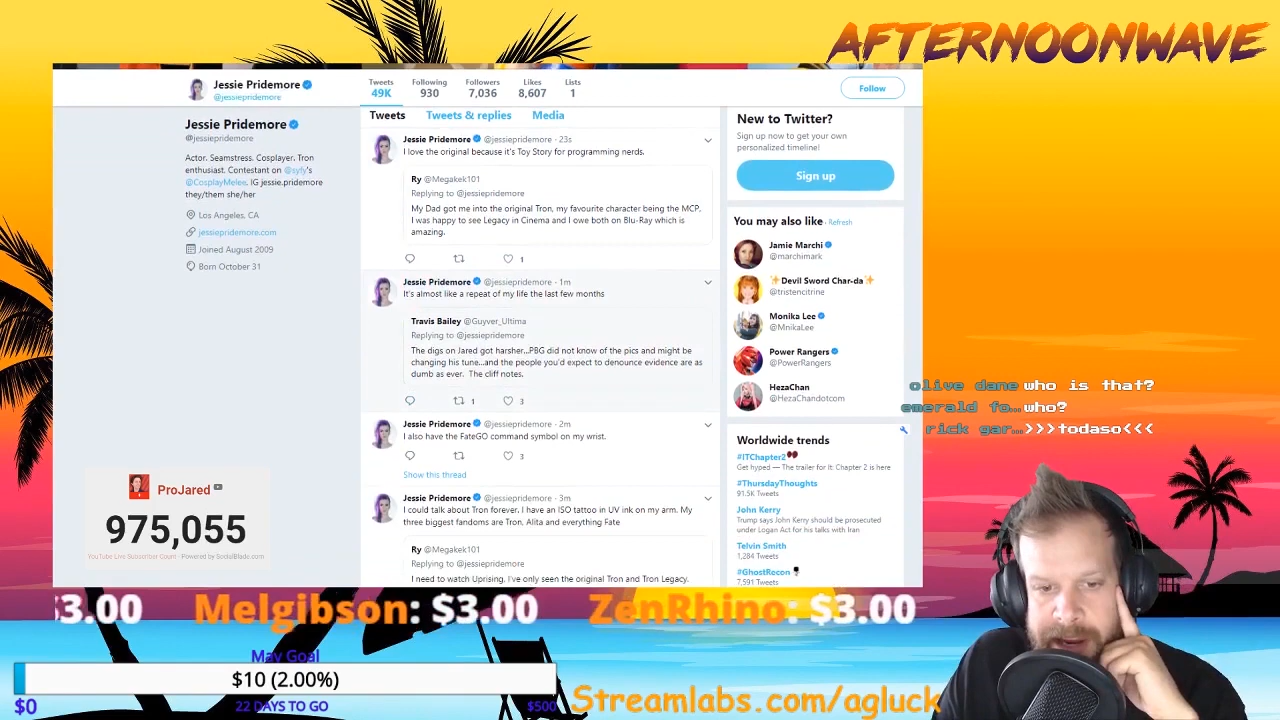 AFTERNOONWAVE
Jessie Pridemore
@jessiepridemore
Tweets
49K
Following
930
Followers
7,036
Likes
8,607
Lists
1
Follow
Jessie Pridemore
@jessiepridemore
Actor. Seamstress. Cosplayer. Tron
enthusiast. Contestant on @syfy's
@CosplayMelee. IG jessie.pridemore
they/them she/her
Los Angeles, CA
jessiepridemore.com
Joined August 2009
Born October 31
Tweets
Tweets & replies
Media
Jessie Pridemore @jessiepridemore · 23s
I love the original because it's Toy Story for programming nerds.
Ry @Megakek101
Replying to @jessiepridemore
My Dad got me into the original Tron, my favourite character being the MCP.
I was happy to see Legacy in Cinema and I owe both on Blu-Ray which is
amazing.
1
Jessie Pridemore @jessiepridemore · 1m
It's almost like a repeat of my life the last few months
Travis Bailey @Guyver_Ultima
Replying to @jessiepridemore
The digs on Jared got harsher...PBG did not know of the pics and might be
changing his tune...and the people you'd expect to denounce evidence are as
dumb as ever. The cliff notes.
1
3
Jessie Pridemore @jessiepridemore · 2m
I also have the FateGO command symbol on my wrist.
3
Show this thread
Jessie Pridemore @jessiepridemore · 3m
I could talk about Tron forever. I have an ISO tattoo in UV ink on my arm. My
three biggest fandoms are Tron. Alita and everything Fate
Ry @Megakek101
I need to watch Uprising, I've only seen the original Tron and Tron Legacy.
New to Twitter?
Sign up now to get your own
personalized timeline!
Sign up
You may also like · Refresh
Jamie Marchi
@marchimark
Devil Sword Char-da
@tristencitrine
Monika Lee
@MnikaLee
Power Rangers
@PowerRangers
HezaChan
@HezaChandotcom
Worldwide trends
#ITChapter2
Get hyped — The trailer for It: Chapter 2 is here
#ThursdayThoughts
91.5K Tweets
John Kerry
Trump says John Kerry should be prosecuted
under Logan Act for his talks with Iran
Telvin Smith
1,284 Tweets
#GhostRecon
7,591 Tweets
olive dane who is that?
emerald fo... who?
rick gar... >>>todaso<<<
ProJared
975,055
YouTube Live Subscriber Count - Powered by SocialBlade.com
$3.00 Melgibson: $3.00 ZenRhino: $3.00
May Goal
$10 (2.00%)
$0
22 DAYS TO GO
$500
Streamlabs.com/agluck